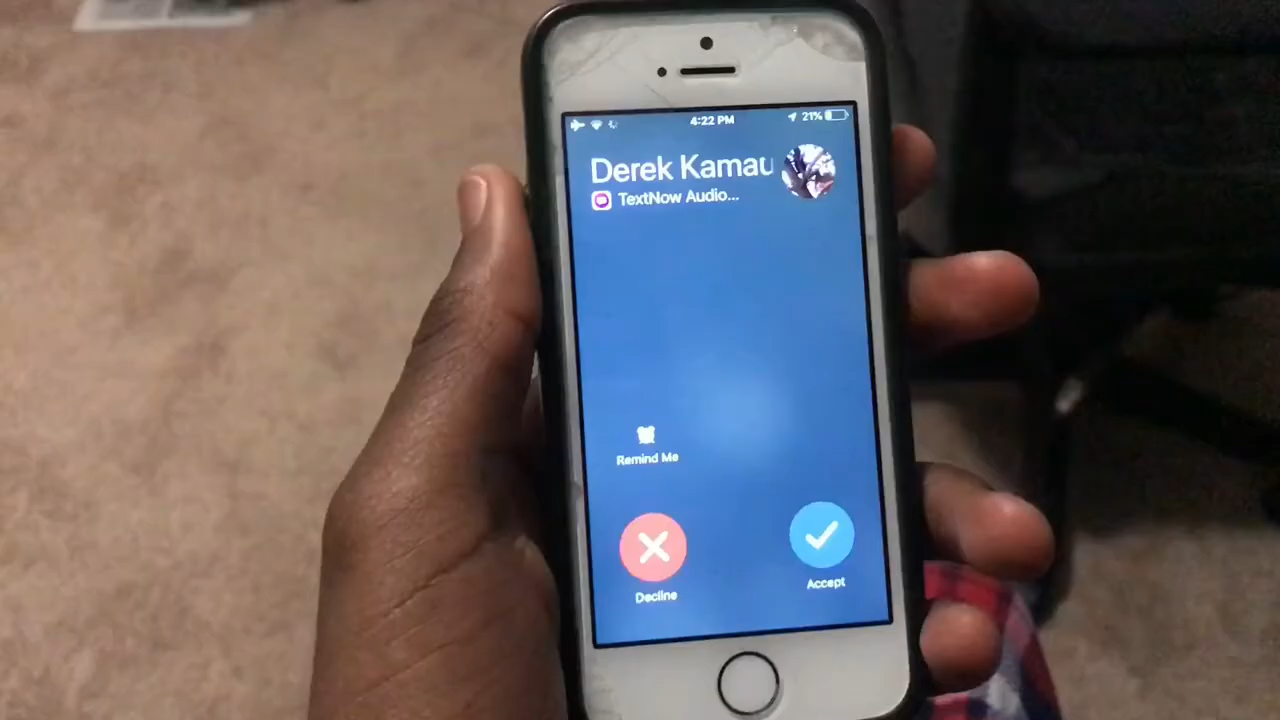 4:22 PM
21%
Derek Kamau
TextNow Audio...
Remind Me
Decline
Accept